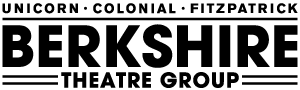 UNICORN · COLONIAL · FITZPATRICK
BERKSHIRE
THEATRE GROUP